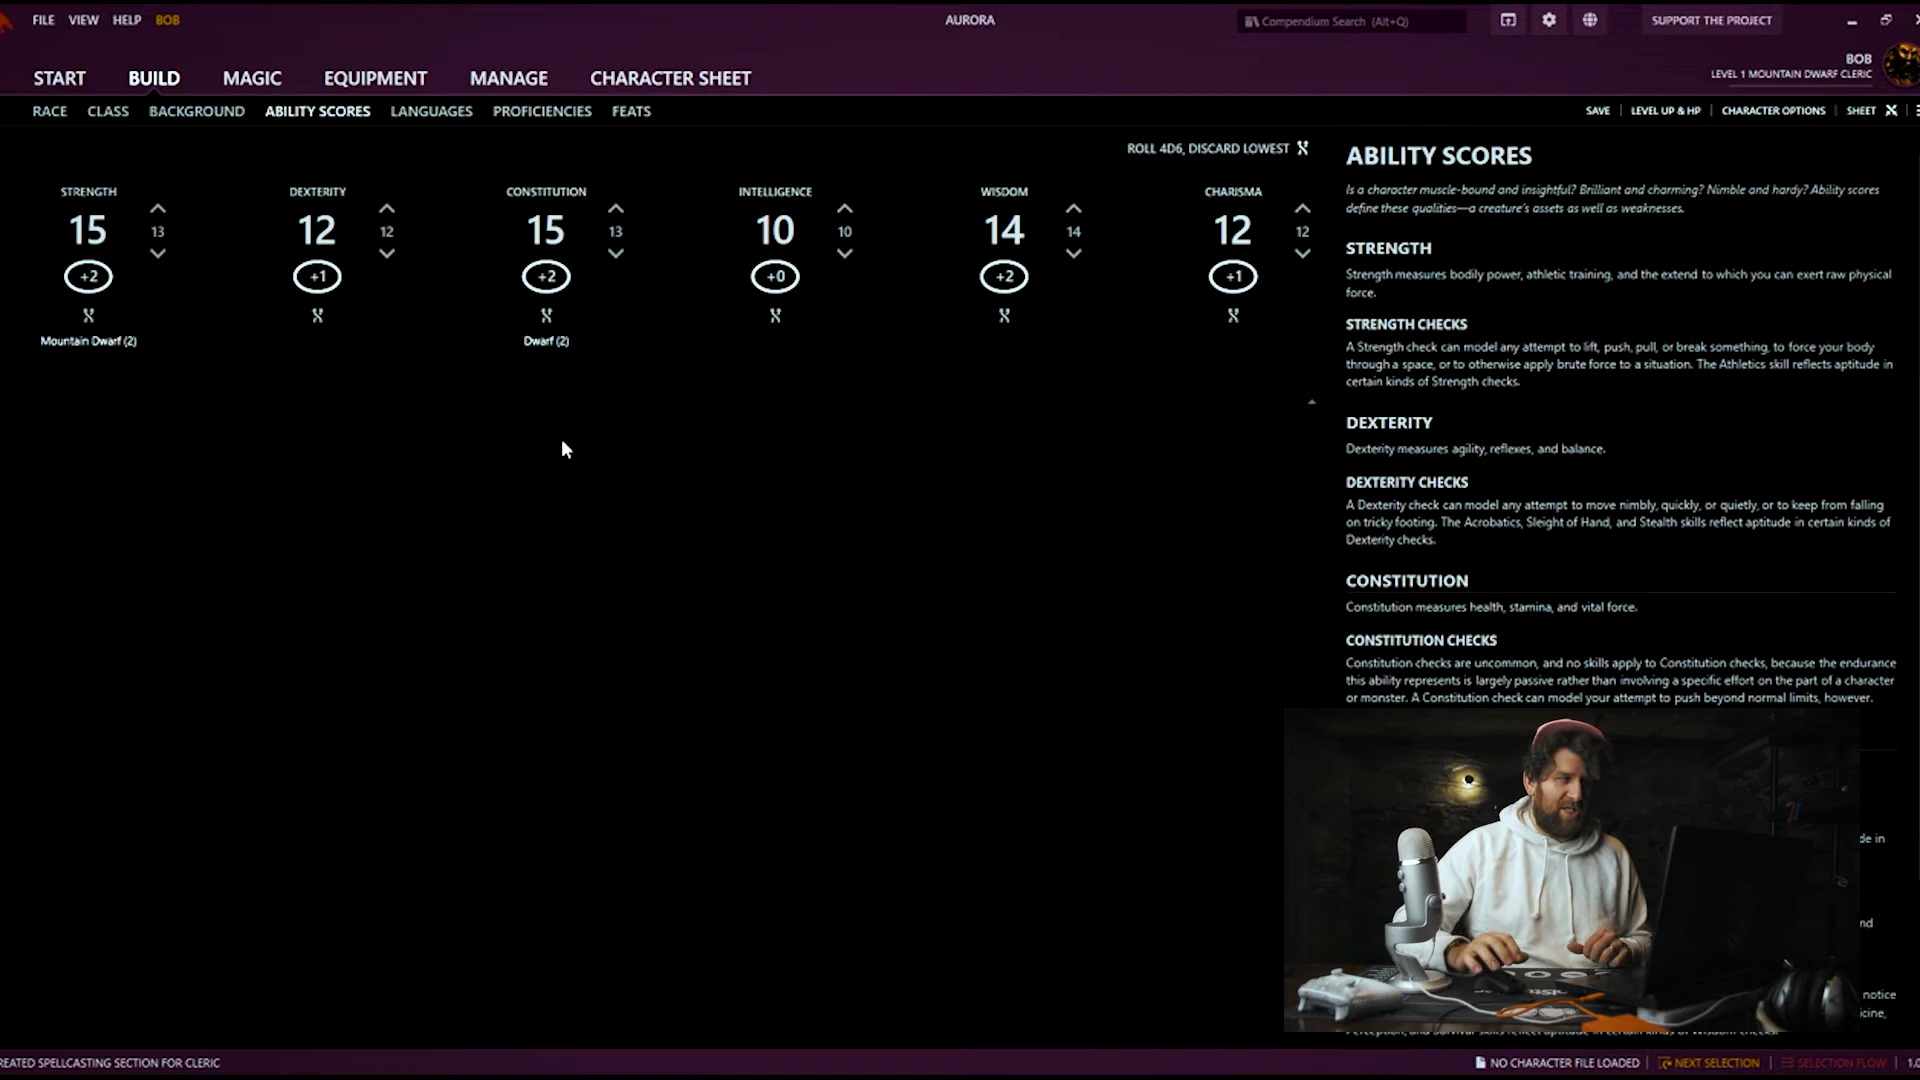 FILE VIEW HELP BOB
AURORA
Compendium Search (Alt+Q)
SUPPORT THE PROJECT
START BUILD MAGIC EQUIPMENT MANAGE CHARACTER SHEET
BOB
LEVEL 1 MOUNTAIN DWARF CLERIC
RACE CLASS BACKGROUND ABILITY SCORES LANGUAGES PROFICIENCIES FEATS
SAVE | LEVEL UP & HP | CHARACTER OPTIONS | SHEET
ROLL 4D6, DISCARD LOWEST
STRENGTH DEXTERITY CONSTITUTION INTELLIGENCE WISDOM CHARISMA
15 13 12 12 15 13 10 10 14 14 12 12
+2 +1 +2 +0 +2 +1
Mountain Dwarf (2) Dwarf (2)
ABILITY SCORES
Is a character muscle-bound and insightful? Brilliant and charming? Nimble and hardy? Ability scores
define these qualities—a creature's assets as well as weaknesses.
STRENGTH
Strength measures bodily power, athletic training, and the extend to which you can exert raw physical
force.
STRENGTH CHECKS
A Strength check can model any attempt to lift, push, pull, or break something, to force your body
through a space, or to otherwise apply brute force to a situation. The Athletics skill reflects aptitude in
certain kinds of Strength checks.
DEXTERITY
Dexterity measures agility, reflexes, and balance.
DEXTERITY CHECKS
A Dexterity check can model any attempt to move nimbly, quickly, or quietly, or to keep from falling
on tricky footing. The Acrobatics, Sleight of Hand, and Stealth skills reflect aptitude in certain kinds of
Dexterity checks.
CONSTITUTION
Constitution measures health, stamina, and vital force.
CONSTITUTION CHECKS
Constitution checks are uncommon, and no skills apply to Constitution checks, because the endurance
this ability represents is largely passive rather than involving a specific effort on the part of a character
or monster. A Constitution check can model your attempt to push beyond normal limits, however.
de in
nd
notice
icine,
REATED SPELLCASTING SECTION FOR CLERIC
NO CHARACTER FILE LOADED | NEXT SELECTION | SELECTION FLOW | 1.0